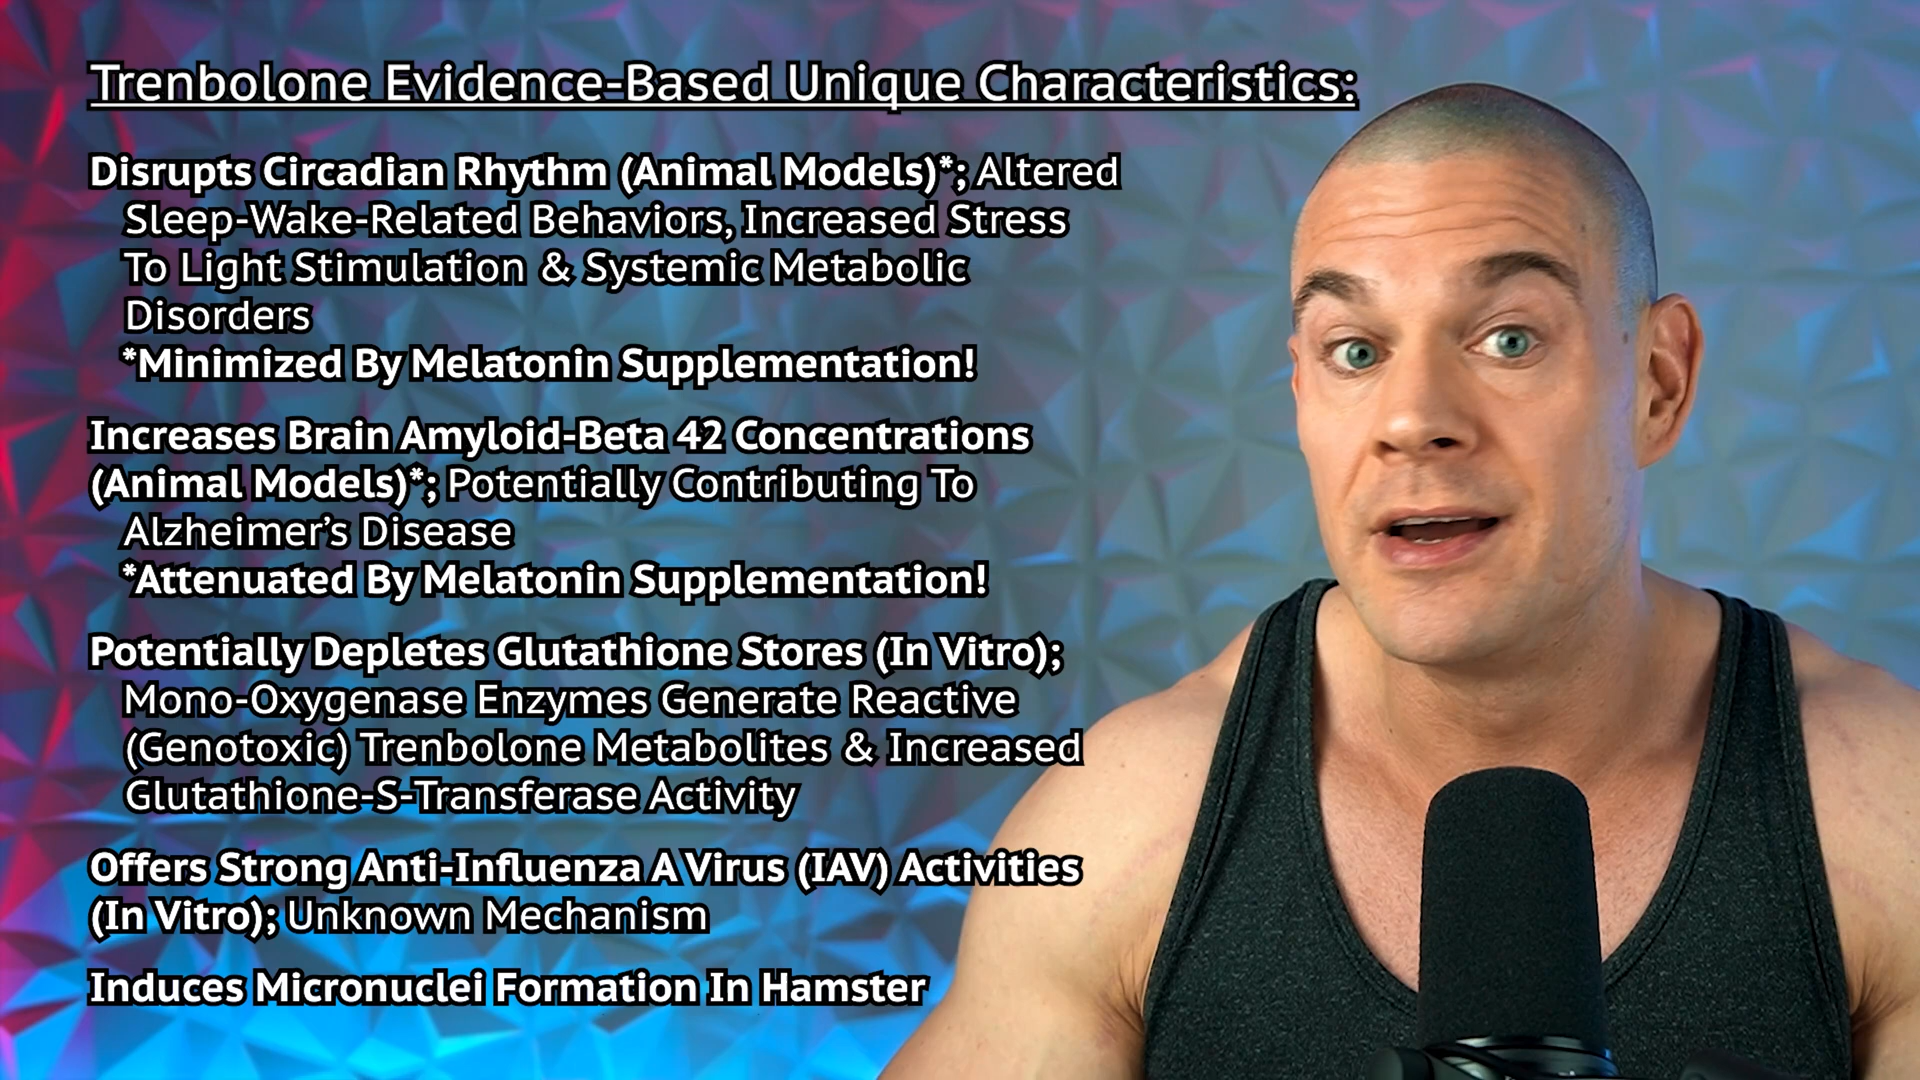 Trenbolone Evidence-Based Unique Characteristics:
Disrupts Circadian Rhythm (Animal Models)*; Altered
Sleep-Wake-Related Behaviors, Increased Stress
To Light Stimulation & Systemic Metabolic
Disorders
*Minimized By Melatonin Supplementation!
Increases Brain Amyloid-Beta 42 Concentrations
(Animal Models)*; Potentially Contributing To
Alzheimer’s Disease
*Attenuated By Melatonin Supplementation!
Potentially Depletes Glutathione Stores (In Vitro);
Mono-Oxygenase Enzymes Generate Reactive
(Genotoxic) Trenbolone Metabolites & Increased
Glutathione-S-Transferase Activity
Offers Strong Anti-Influenza A Virus (IAV) Activities
(In Vitro); Unknown Mechanism
Induces Micronuclei Formation In Hamster